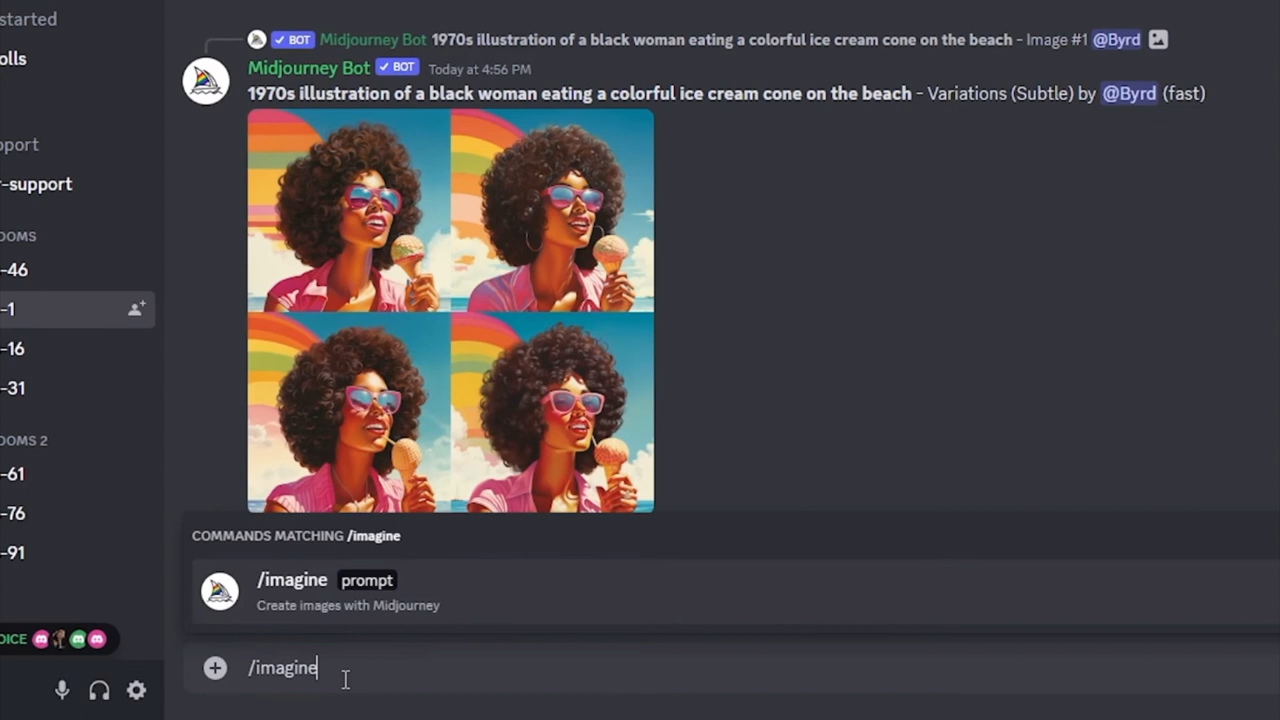 started
olls
pport
r-support
OOMS
-46
-1
-16
-31
OOMS 2
-61
-76
-91
OICE
✓ BOT Midjourney Bot 1970s illustration of a black woman eating a colorful ice cream cone on the beach - Image #1 @Byrd
Midjourney Bot ✓ BOT Today at 4:56 PM
1970s illustration of a black woman eating a colorful ice cream cone on the beach - Variations (Subtle) by @Byrd (fast)
COMMANDS MATCHING /imagine
/imagine prompt
Create images with Midjourney
/imagine